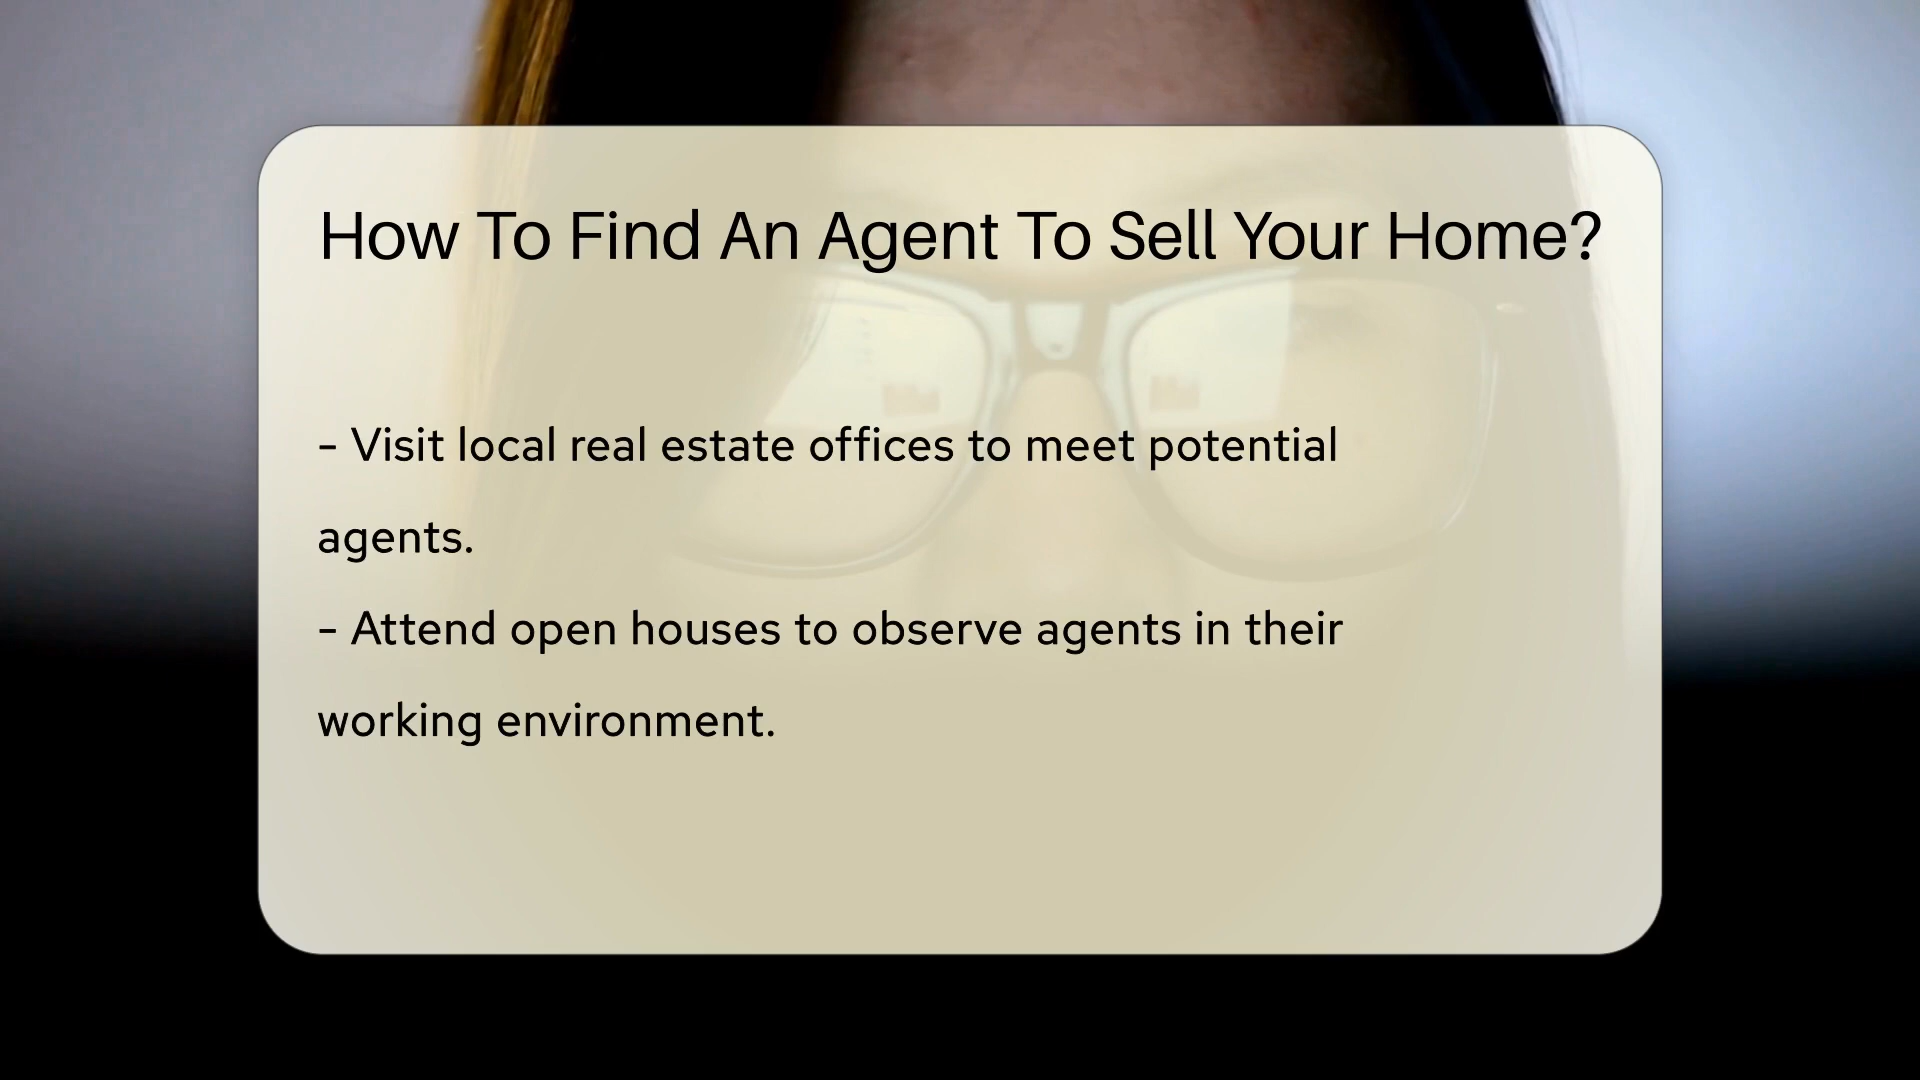 How To Find An Agent To Sell Your Home?
- Visit local real estate offices to meet potential
agents.
- Attend open houses to observe agents in their
working environment.